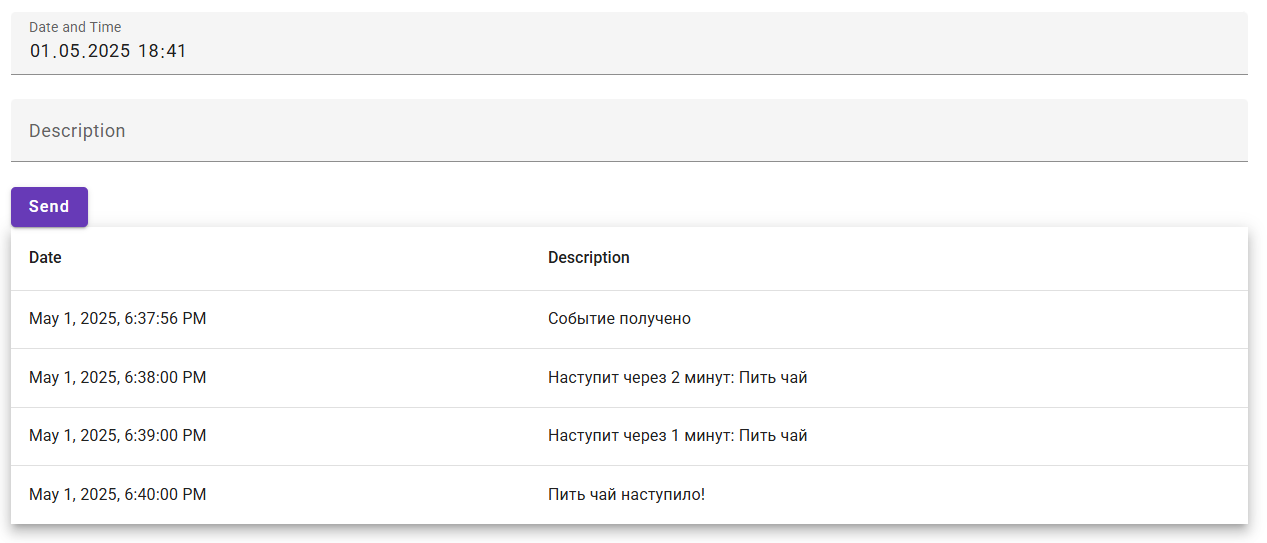 Date and Time
01.05.2025 18:41
Description
Send
Date Description
May 1, 2025, 6:37:56 PM Событие получено
May 1, 2025, 6:38:00 PM Наступит через 2 минут: Пить чай
May 1, 2025, 6:39:00 PM Наступит через 1 минут: Пить чай
May 1, 2025, 6:40:00 PM Пить чай наступило!